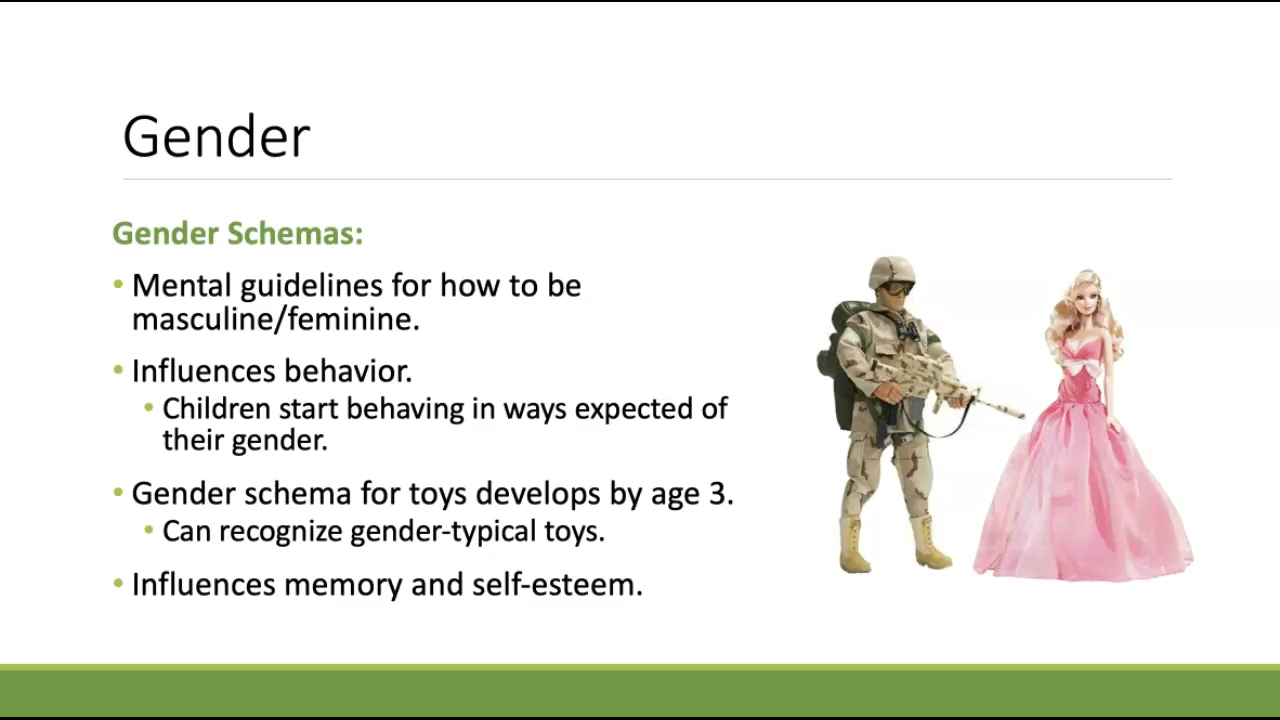 Gender
Gender Schemas:
• Mental guidelines for how to be
masculine/feminine.
• Influences behavior.
• Children start behaving in ways expected of
their gender.
• Gender schema for toys develops by age 3.
• Can recognize gender-typical toys.
• Influences memory and self-esteem.